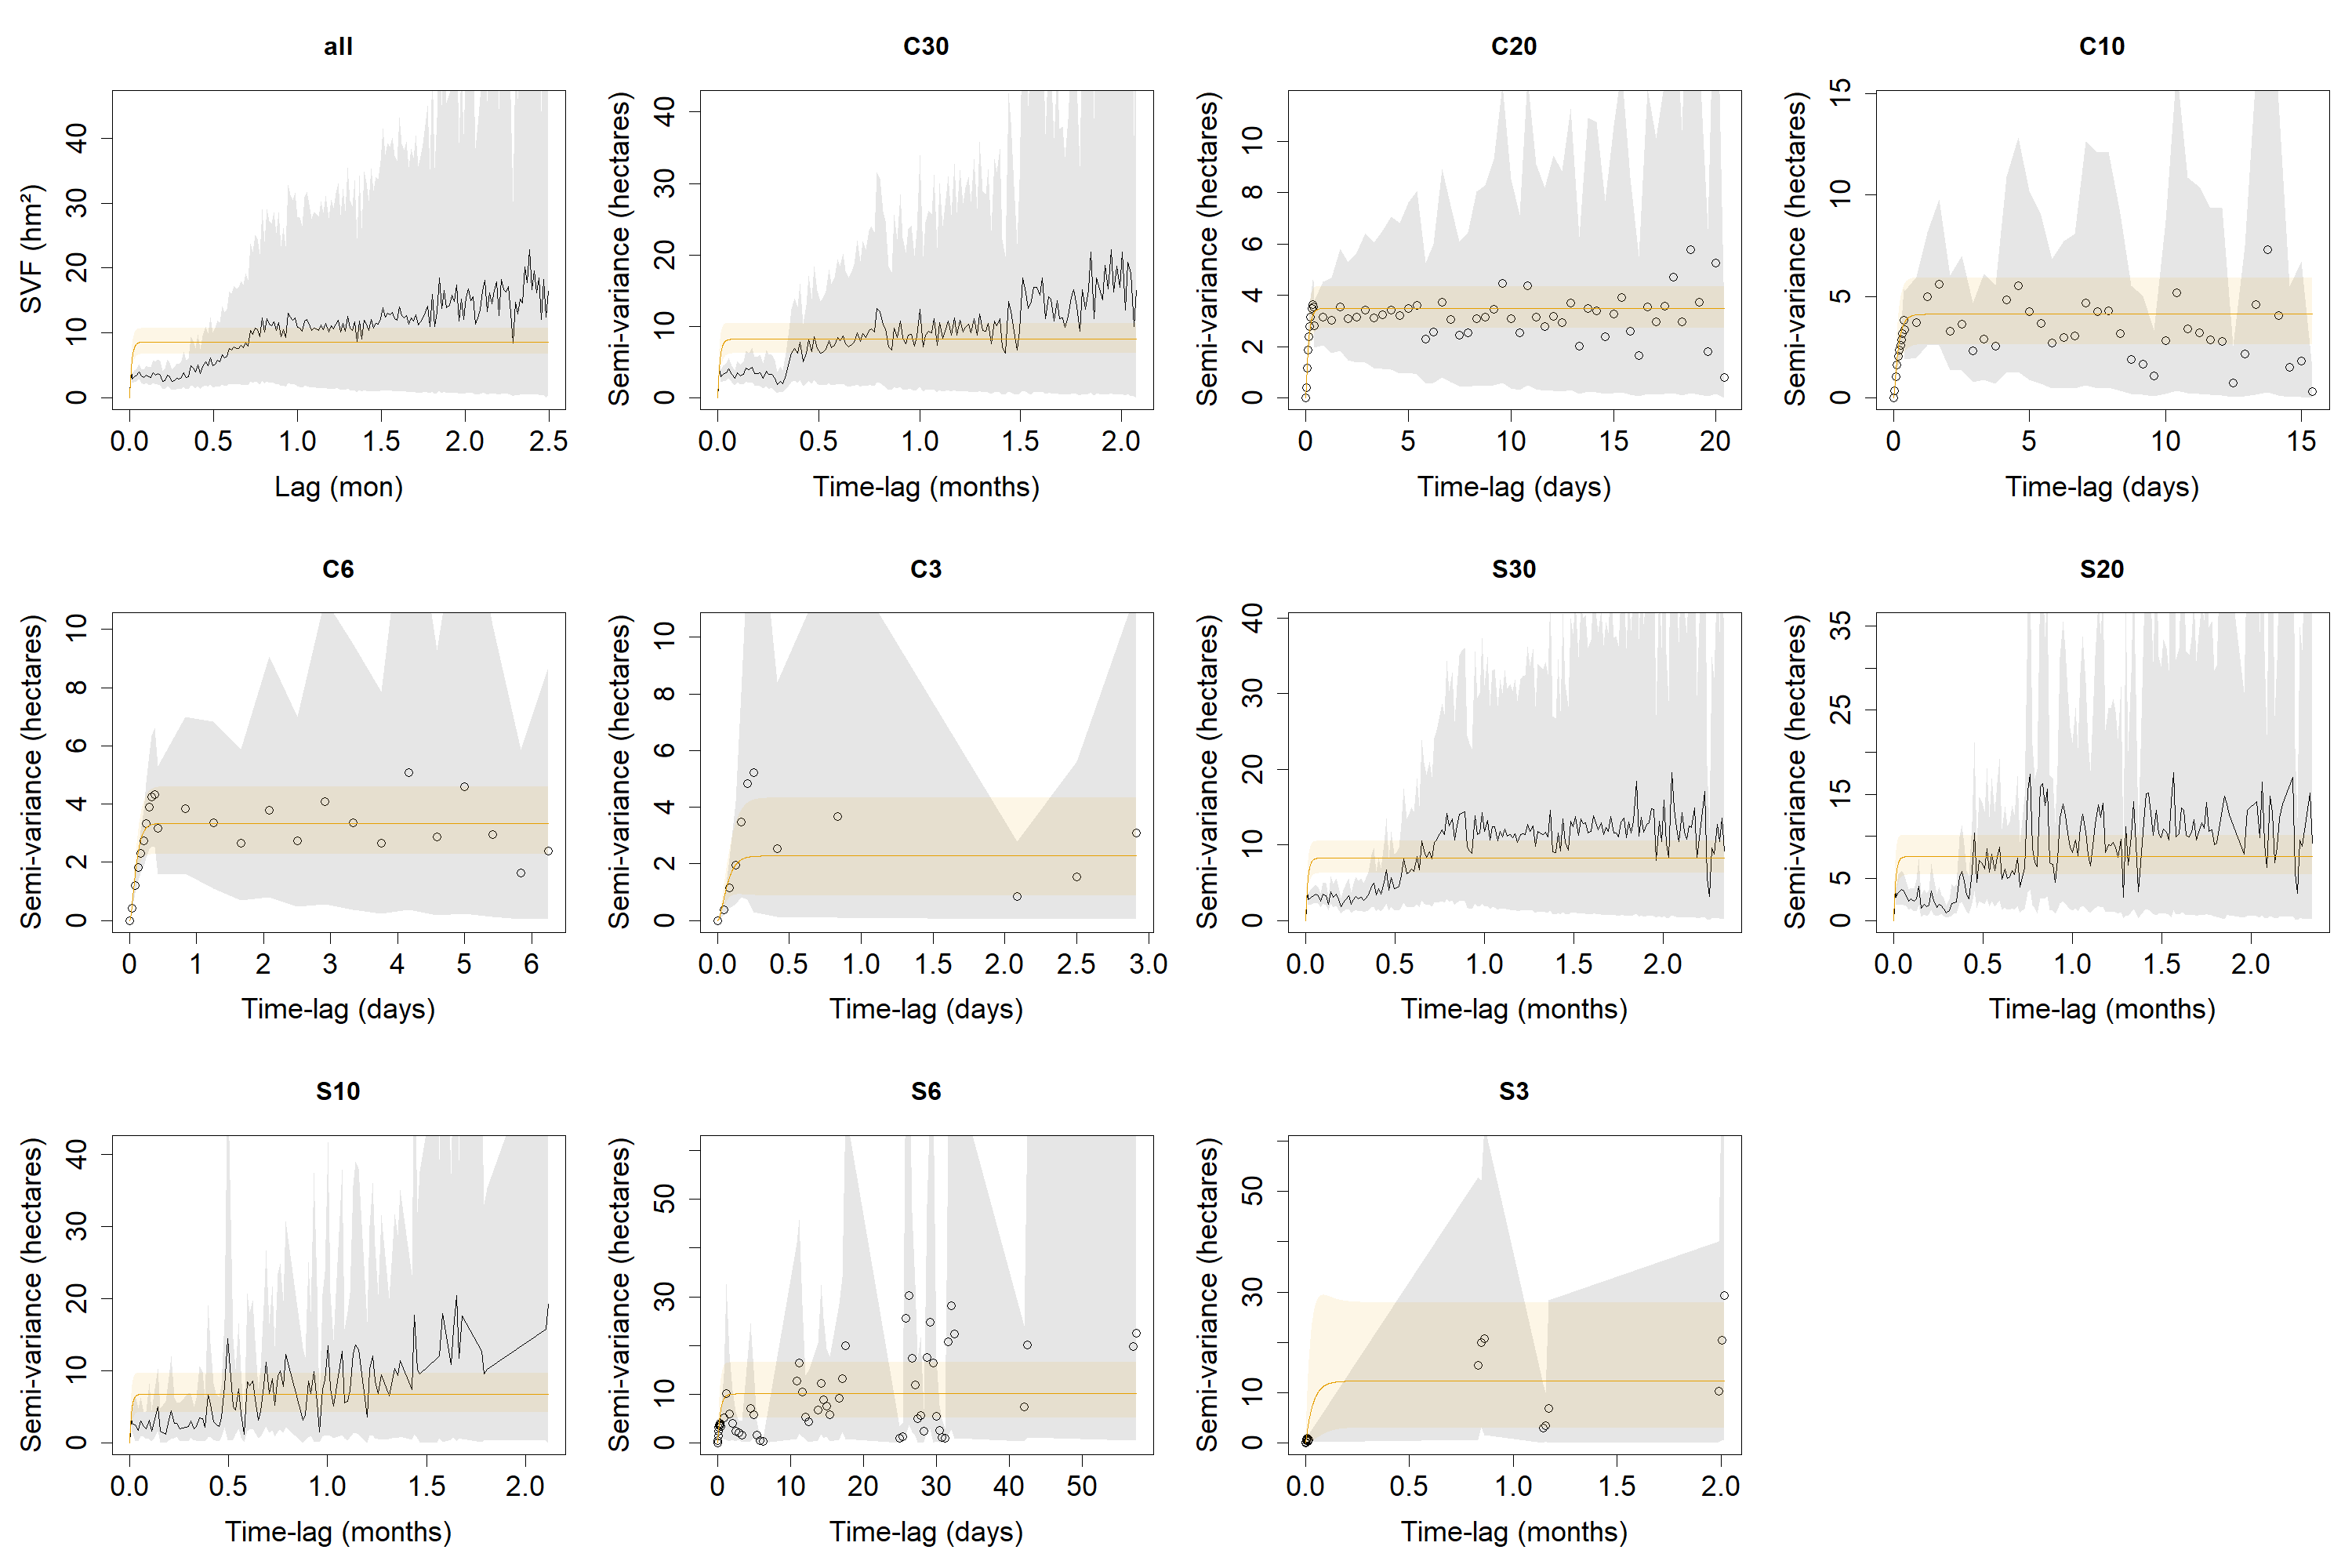 all
SVF (hm²)
0 10 20 30 40
0.0 0.5 1.0 1.5 2.0 2.5
Lag (mon)
C30
Semi-variance (hectares)
0 10 20 30 40
0.0 0.5 1.0 1.5 2.0
Time-lag (months)
C20
Semi-variance (hectares)
0 2 4 6 8 10
0 5 10 15 20
Time-lag (days)
C10
Semi-variance (hectares)
0 5 10 15
0 5 10 15
Time-lag (days)
C6
Semi-variance (hectares)
0 2 4 6 8 10
0 1 2 3 4 5 6
Time-lag (days)
C3
Semi-variance (hectares)
0 2 4 6 8 10
0.0 0.5 1.0 1.5 2.0 2.5 3.0
Time-lag (days)
S30
Semi-variance (hectares)
0 10 20 30 40
0.0 0.5 1.0 1.5 2.0
Time-lag (months)
S20
Semi-variance (hectares)
0 5 15 25 35
0.0 0.5 1.0 1.5 2.0
Time-lag (months)
S10
Semi-variance (hectares)
0 10 20 30 40
0.0 0.5 1.0 1.5 2.0
Time-lag (months)
S6
Semi-variance (hectares)
0 10 30 50
0 10 20 30 40 50
Time-lag (days)
S3
Semi-variance (hectares)
0 10 30 50
0.0 0.5 1.0 1.5 2.0
Time-lag (months)